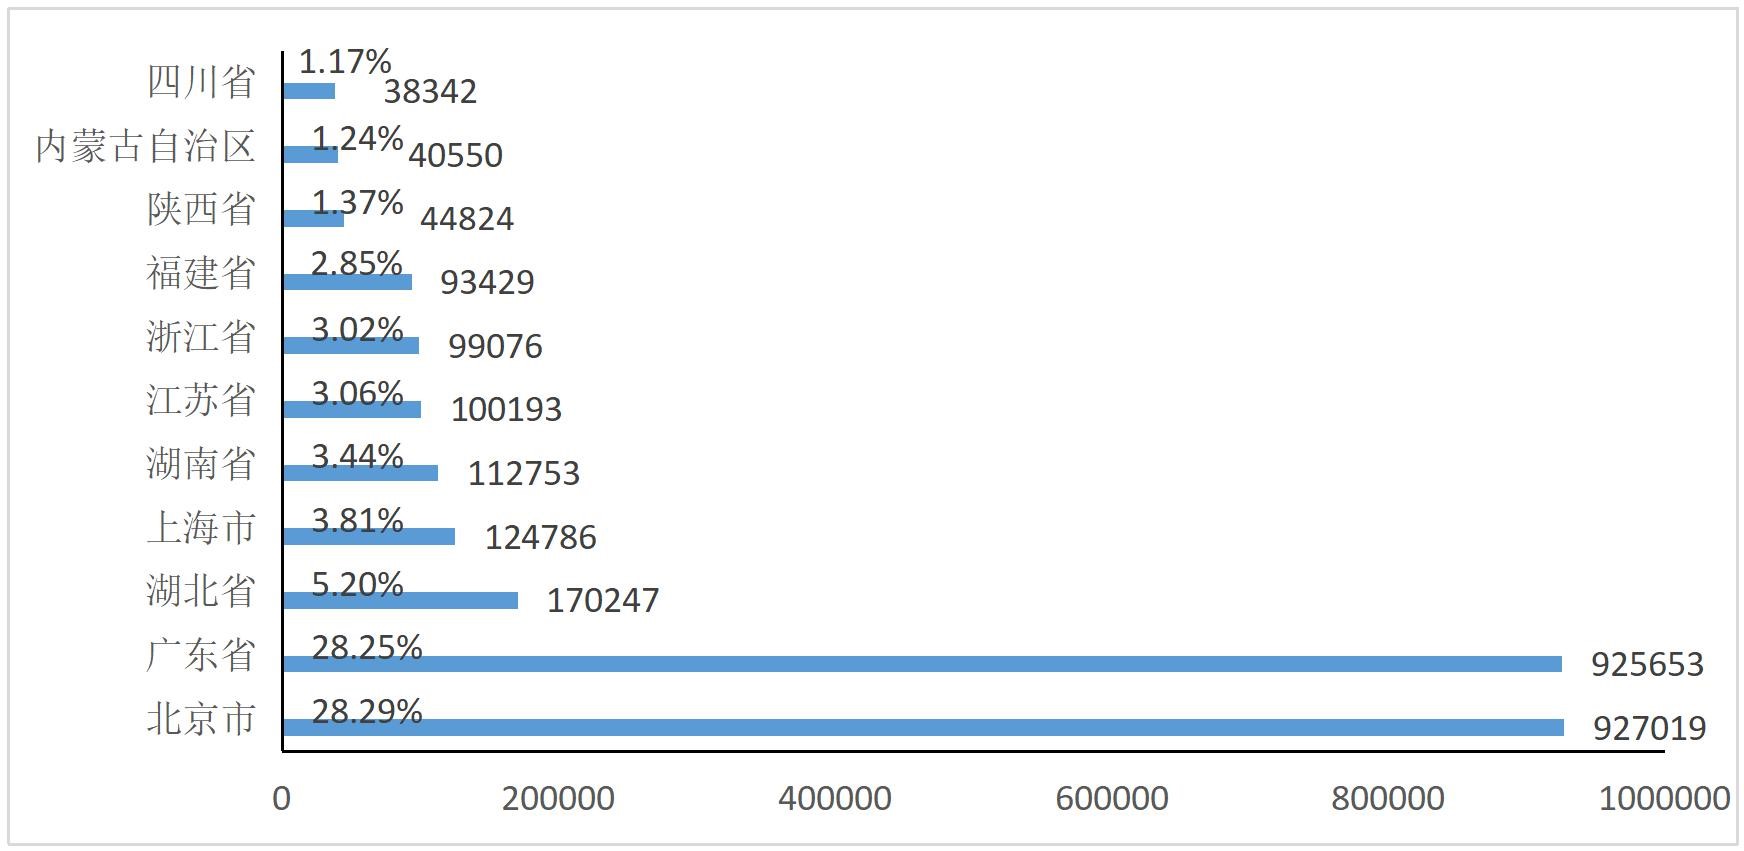 四川省 1.17% 38342
内蒙古自治区 1.24% 40550
陕西省 1.37% 44824
福建省 2.85% 93429
浙江省 3.02% 99076
江苏省 3.06% 100193
湖南省 3.44% 112753
上海市 3.81% 124786
湖北省 5.20% 170247
广东省 28.25% 925653
北京市 28.29% 927019
0 200000 400000 600000 800000 1000000